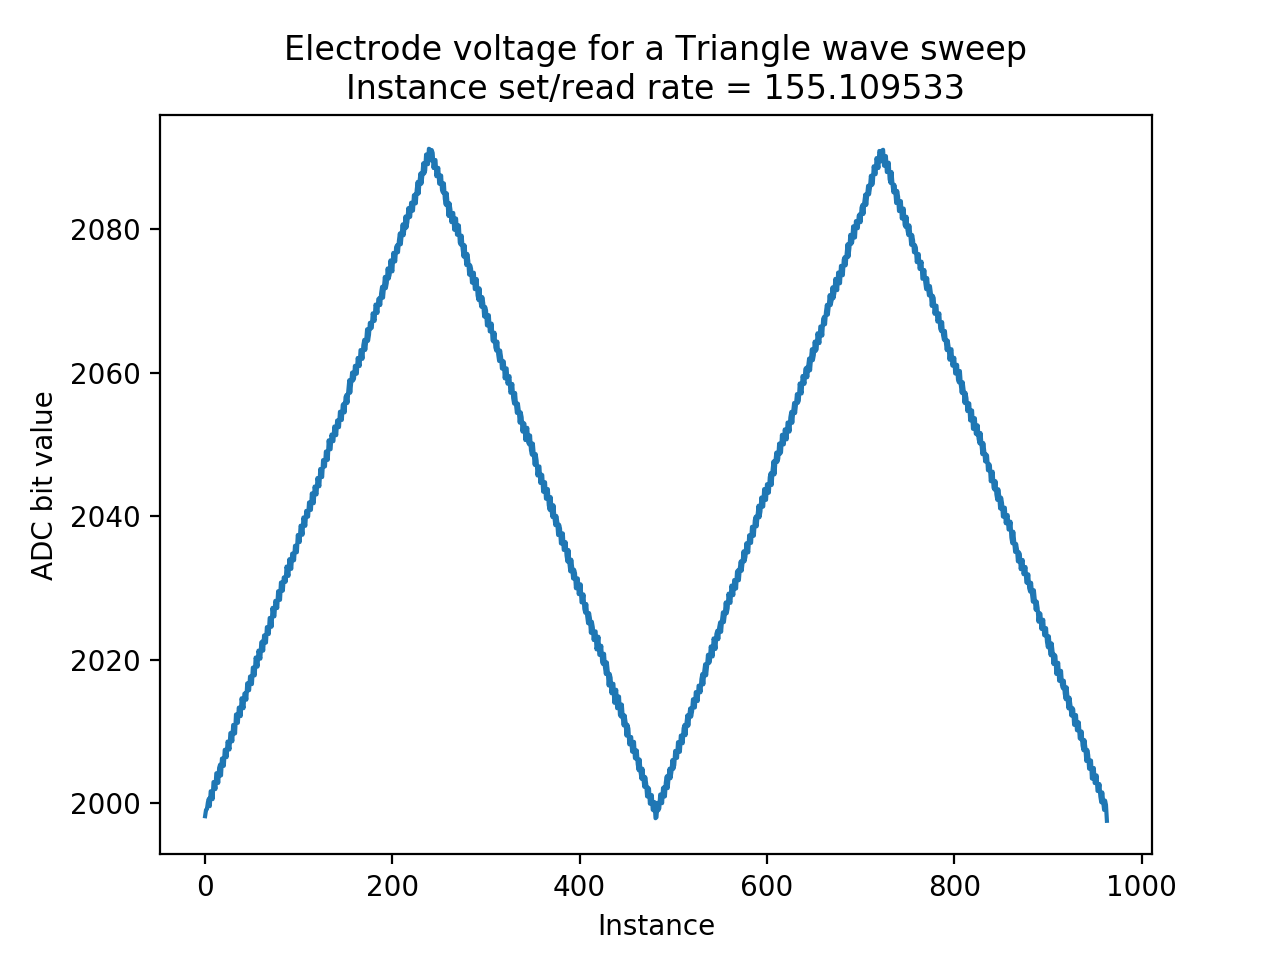 Electrode voltage for a Triangle wave sweep
Instance set/read rate = 155.109533
2080
2060
2040
2020
2000
ADC bit value
0
200
400
600
800
1000
Instance